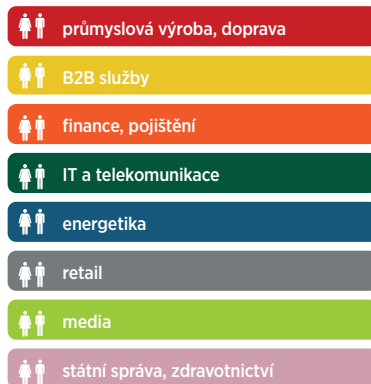 průmyslová výroba, doprava
B2B služby
finance, pojištění
IT a telekomunikace
energetika
retail
media
státní správa, zdravotnictví